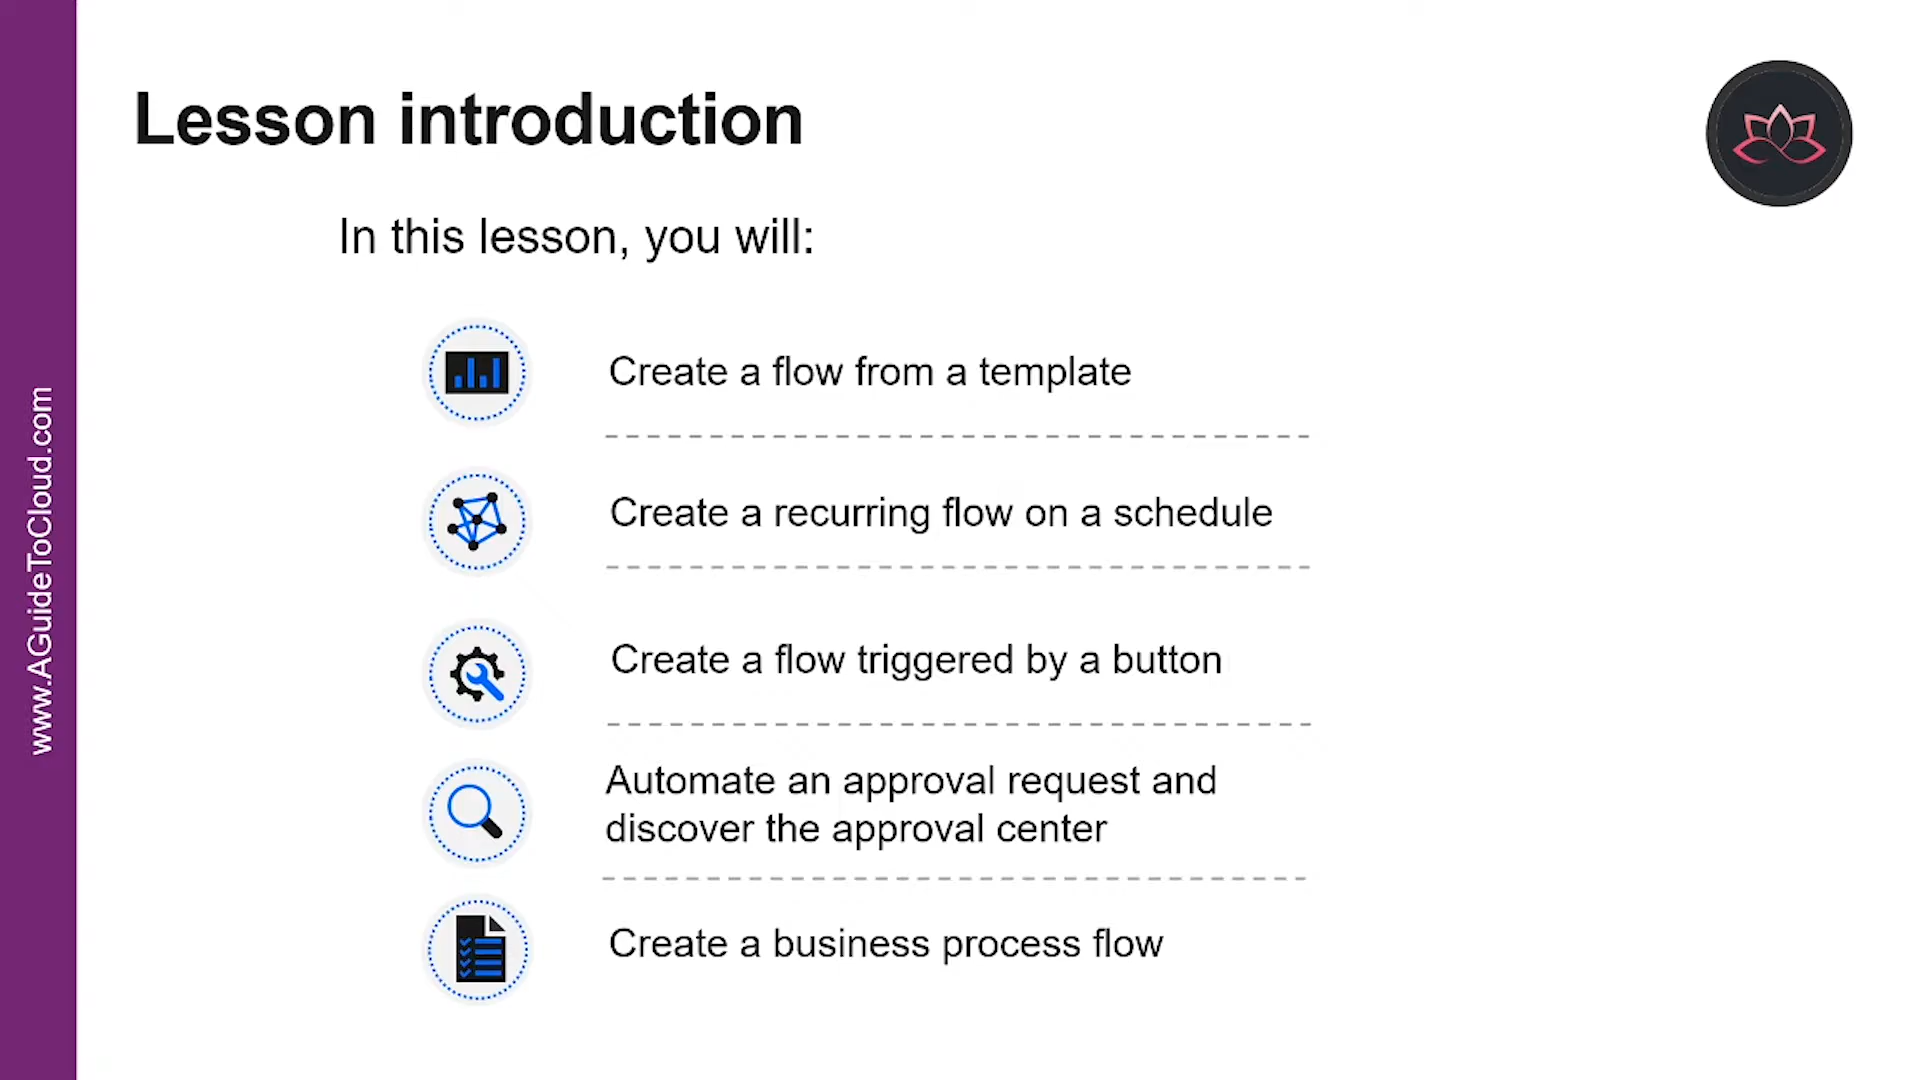 Lesson introduction
In this lesson, you will:
Create a flow from a template
Create a recurring flow on a schedule
Create a flow triggered by a button
Automate an approval request and
discover the approval center
Create a business process flow
www.AGuideToCloud.com